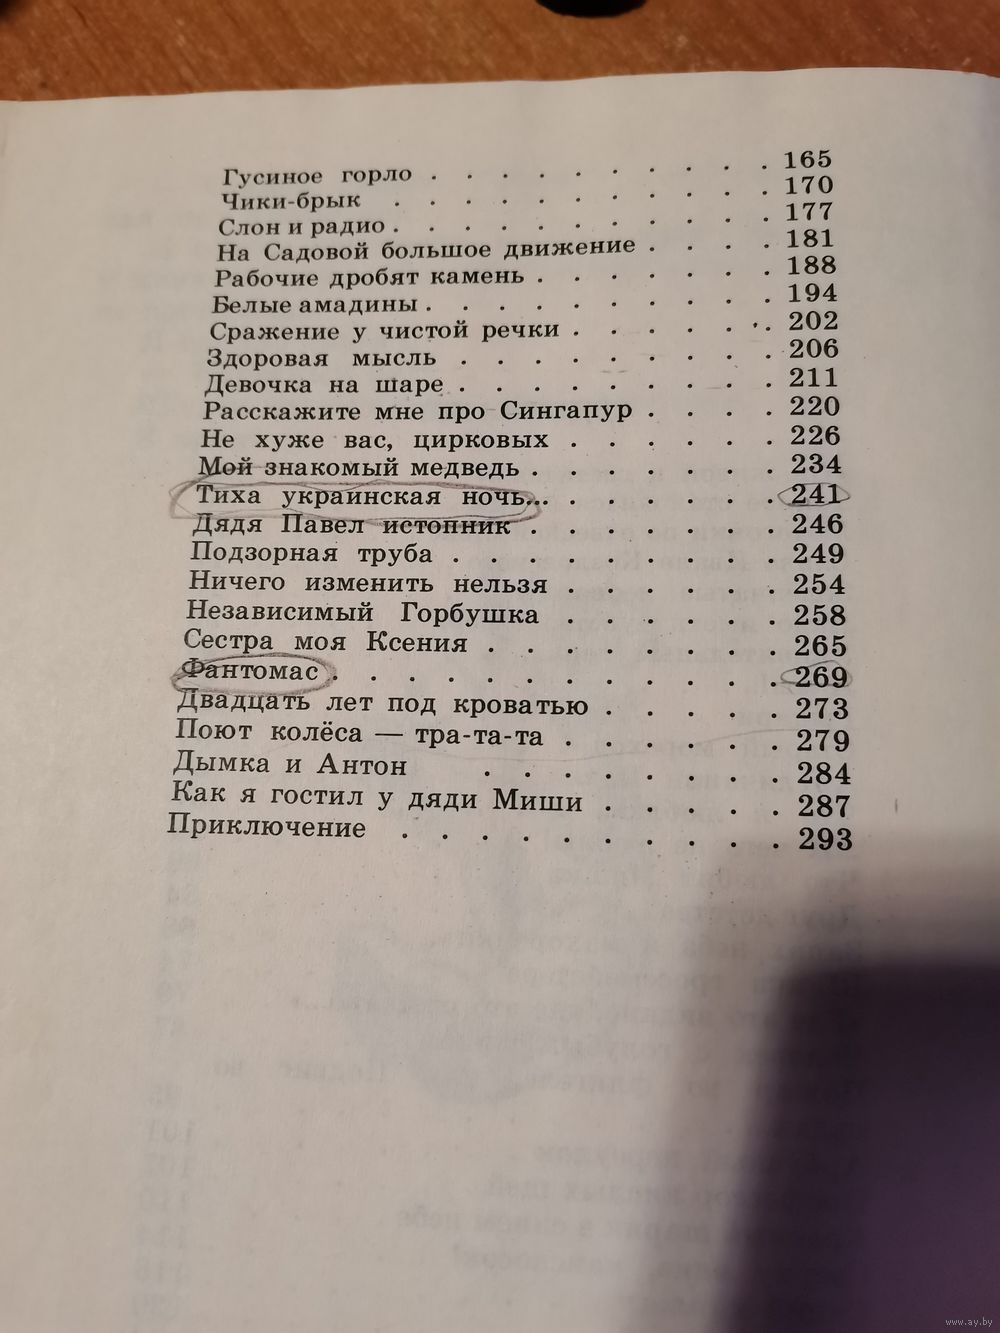 Гусиное горло . . . . . . . . . . 165
Чики-брык . . . . . . . . . . 170
Слон и радио . . . . . . . . . . 177
На Садовой большое движение . . . . 181
Рабочие дробят камень . . . . . . 188
Белые амадины . . . . . . . . . 194
Сражение у чистой речки . . . . . . 202
Здоровая мысль . . . . . . . . . 206
Девочка на шаре . . . . . . . . . 211
Расскажите мне про Сингапур . . . . 220
Не хуже вас, цирковых . . . . . . 226
Мой знакомый медведь . . . . . . . 234
Тиха украинская ночь... . . . . . . 241
Дядя Павел истопник . . . . . . . 246
Подзорная труба . . . . . . . . . 249
Ничего изменить нельзя . . . . . . 254
Независимый Горбушка . . . . . . 258
Сестра моя Ксения . . . . . . . . 265
Фантомас . . . . . . . . . . . . 269
Двадцать лет под кроватью . . . . . 273
Поют колёса — тра-та-та . . . . . . 279
Дымка и Антон . . . . . . . . 284
Как я гостил у дяди Миши . . . . . 287
Приключение . . . . . . . . . . 293
www.ay.by